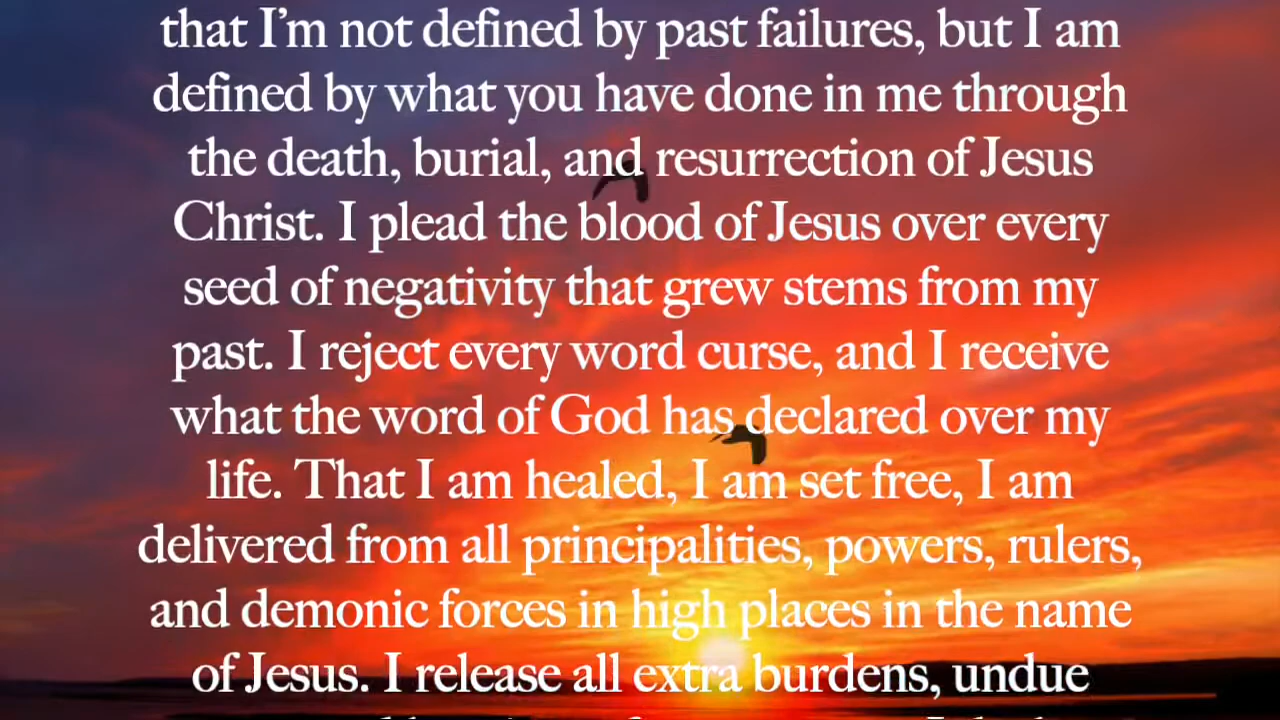 that I’m not defined by past failures, but I am
defined by what you have done in me through
the death, burial, and resurrection of Jesus
Christ. I plead the blood of Jesus over every
seed of negativity that grew stems from my
past. I reject every word curse, and I receive
what the word of God has declared over my
life. That I am healed, I am set free, I am
delivered from all principalities, powers, rulers,
and demonic forces in high places in the name
of Jesus. I release all extra burdens, undue